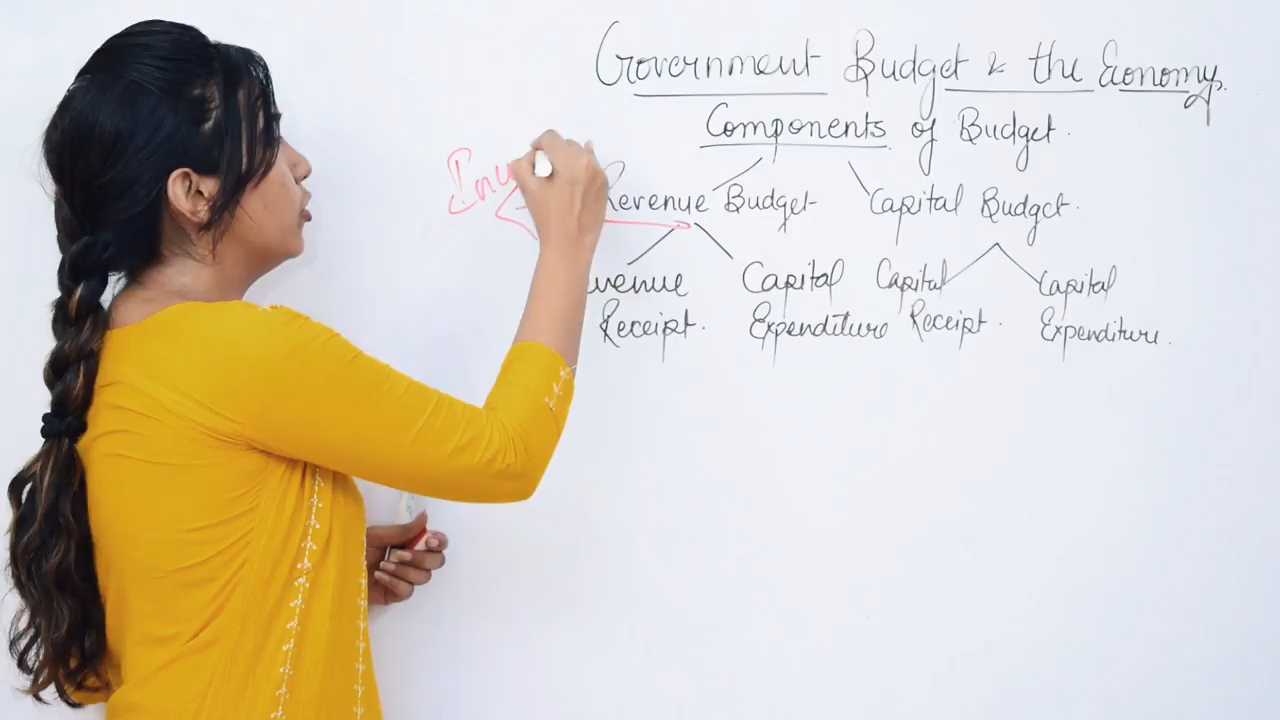 Government Budget & the Economy.
Components of Budget.
Revenue Budget Capital Budget.
Capital Capital Capital
Receipt. Expenditure Receipt. Expenditure.